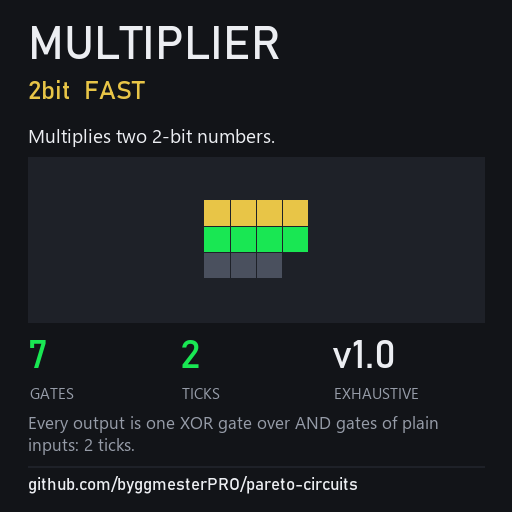 MULTIPLIER
2bit FAST
Multiplies two 2-bit numbers.
7 2 v1.0
GATES TICKS EXHAUSTIVE
Every output is one XOR gate over AND gates of plain
inputs: 2 ticks.
github.com/byggmesterPRO/pareto-circuits